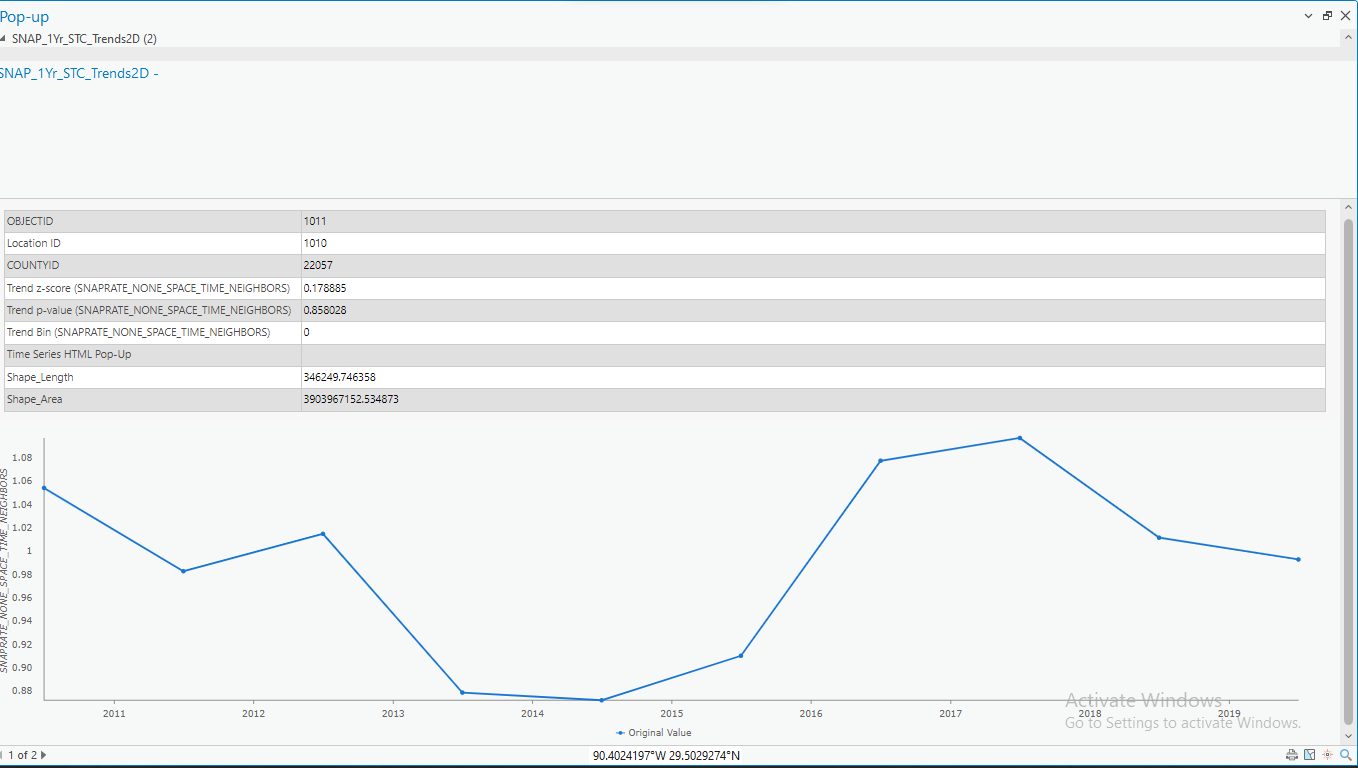 Pop-up
SNAP_1Yr_STC_Trends2D (2)
SNAP_1Yr_STC_Trends2D -
OBJECTID 1011
Location ID 1010
COUNTYID 22057
Trend z-score (SNAPRATE_NONE_SPACE_TIME_NEIGHBORS) 0.178885
Trend p-value (SNAPRATE_NONE_SPACE_TIME_NEIGHBORS) 0.858028
Trend Bin (SNAPRATE_NONE_SPACE_TIME_NEIGHBORS) 0
Time Series HTML Pop-Up
Shape_Length 346249.746358
Shape_Area 3903967152.534873
SNAPRATE_NONE_SPACE_TIME_NEIGHBORS
1.08
1.06
1.04
1.02
1
0.98
0.96
0.94
0.92
0.90
0.88
2011 2012 2013 2014 2015 2016 2017 2018 2019
Original Value
Activate Windows
Go to Settings to activate Windows.
1 of 2
90.4024197°W 29.5029274°N